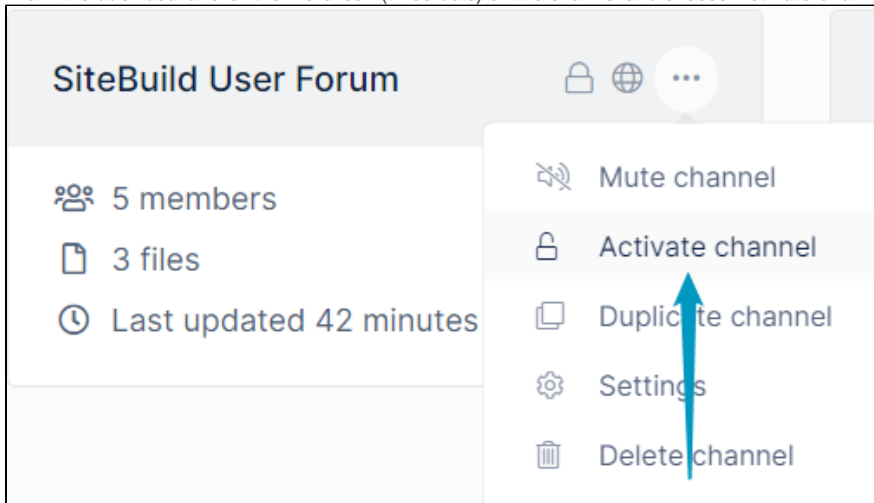 SiteBuild User Forum
5 members
3 files
Last updated 42 minutes
Mute channel
Activate channel
Duplicate channel
Settings
Delete channel